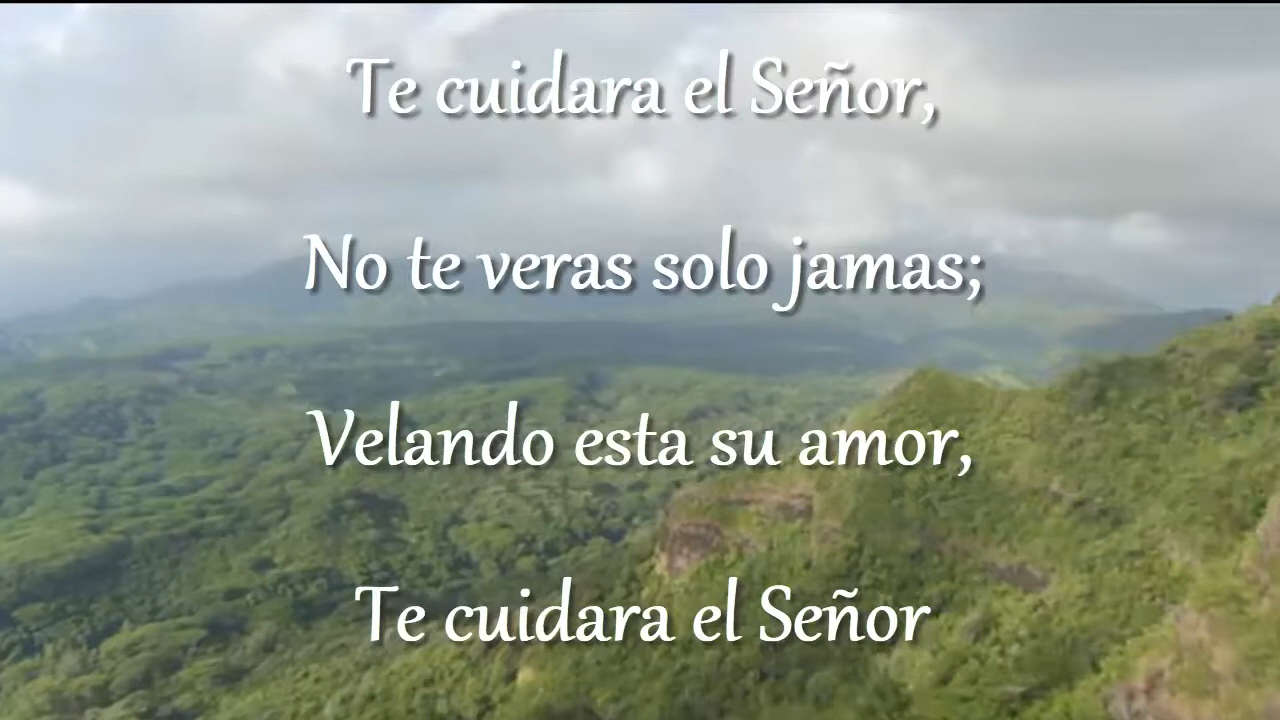 Te cuidara el Señor,
No te veras solo jamas;
Velando esta su amor,
Te cuidara el Señor